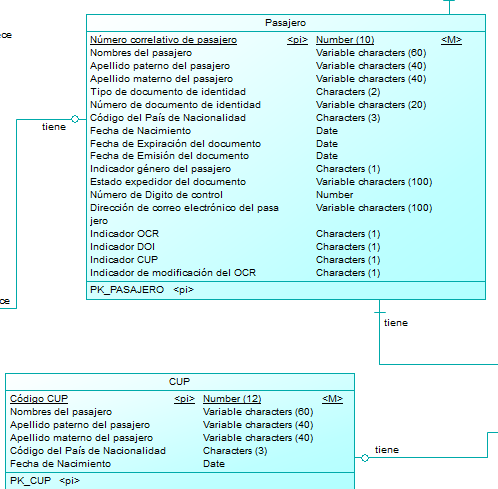 ece
Pasajero
Número correlativo de pasajero <pi> Number (10) <M>
Nombres del pasajero Variable characters (60)
Apellido paterno del pasajero Variable characters (40)
Apellido materno del pasajero Variable characters (40)
Tipo de documento de identidad Characters (2)
Número de documento de identidad Variable characters (20)
Código del País de Nacionalidad Characters (3)
Fecha de Nacimiento Date
Fecha de Expiración del documento Date
Fecha de Emisión del documento Date
Indicador género del pasajero Characters (1)
Estado expedidor del documento Variable characters (100)
Número de Digito de control Number
Dirección de correo electrónico del pasa Variable characters (100)
jero
Indicador OCR Characters (1)
Indicador DOI Characters (1)
Indicador CUP Characters (1)
Indicador de modificación del OCR Characters (1)
PK_PASAJERO <pi>
tiene
ce
tiene
CUP
Código CUP <pi> Number (12) <M>
Nombres del pasajero Variable characters (60)
Apellido paterno del pasajero Variable characters (40)
Apellido materno del pasajero Variable characters (40)
Código del País de Nacionalidad Characters (3)
Fecha de Nacimiento Date
PK_CUP <pi>
tiene